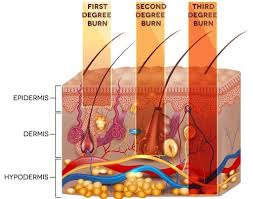 FIRST
DEGREE
BURN
SECOND
DEGREE
BURN
THIRD
DEGREE
BURN
EPIDERMIS
DERMIS
HYPODERMIS